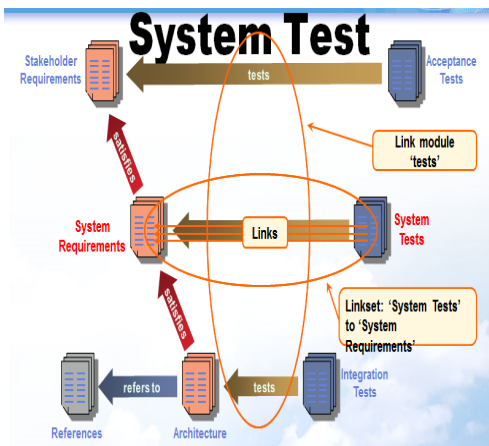 System Test
Stakeholder
Requirements
tests
Acceptance
Tests
Link module
‘tests’
satisfies
System
Requirements
Links
System
Tests
satisfies
Linkset: ‘System Tests’
to ‘System
Requirements’
refers to
tests
Integration
Tests
References
Architecture